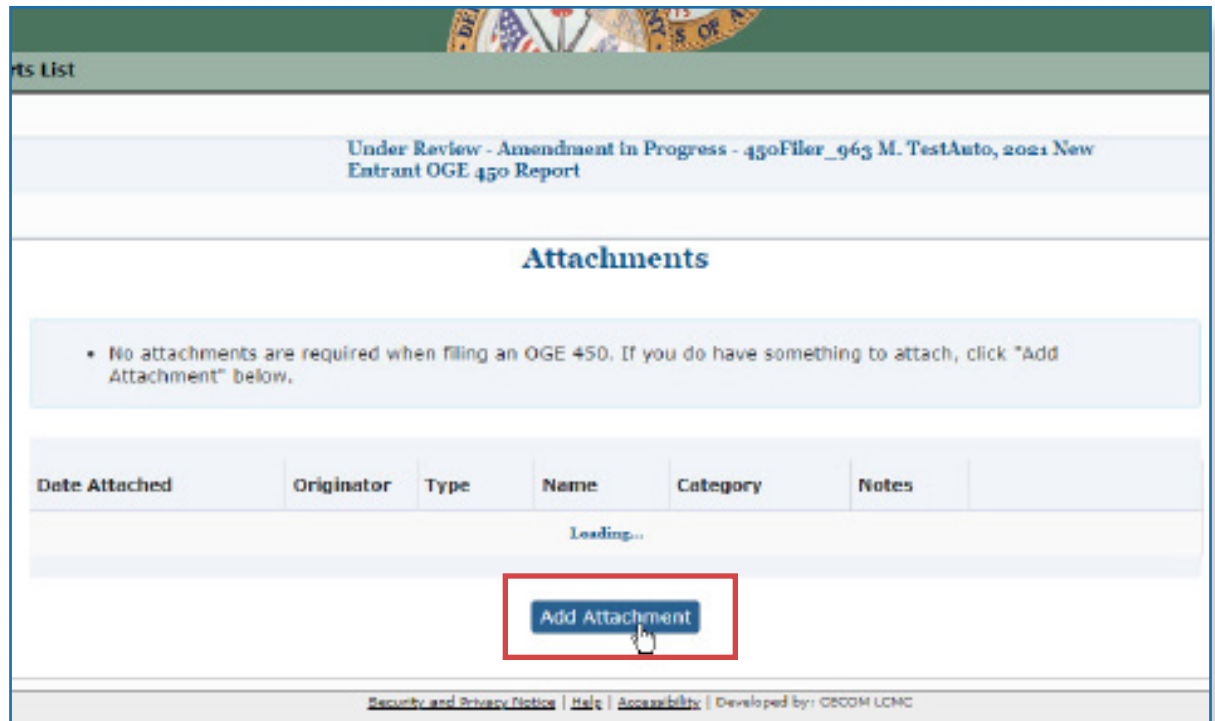 rts List
Under Review - Amendment in Progress - 450Filer_963 M. TestAuto, 2021 New
Entrant OGE 450 Report
Attachments
• No attachments are required when filing an OGE 450. If you do have something to attach, click "Add
Attachment" below.
Date Attached Originator Type Name Category Notes
Loading...
Add Attachment
Security and Privacy Notice | Help | Accessibility | Developed by: CECOM LCMC